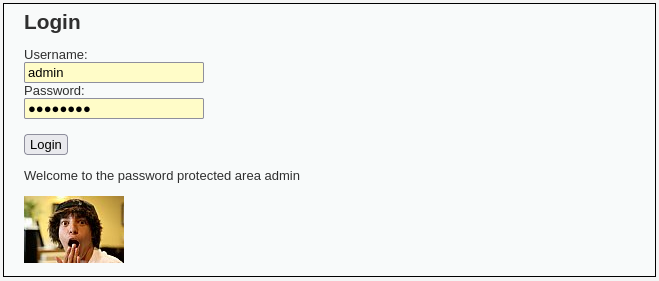 Login
Username:
admin
Password:
●●●●●●●●
Login
Welcome to the password protected area admin